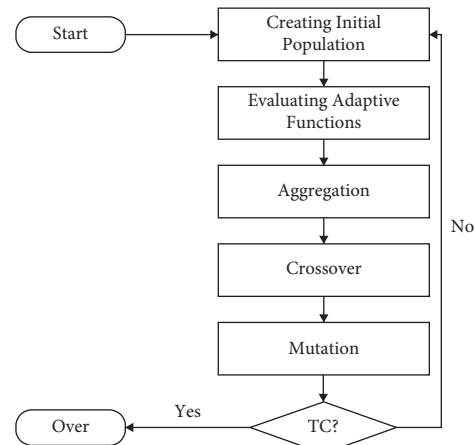 Start
Creating Initial
Population
Evaluating Adaptive
Functions
Aggregation
No
Crossover
Mutation
Yes
Over
TC?